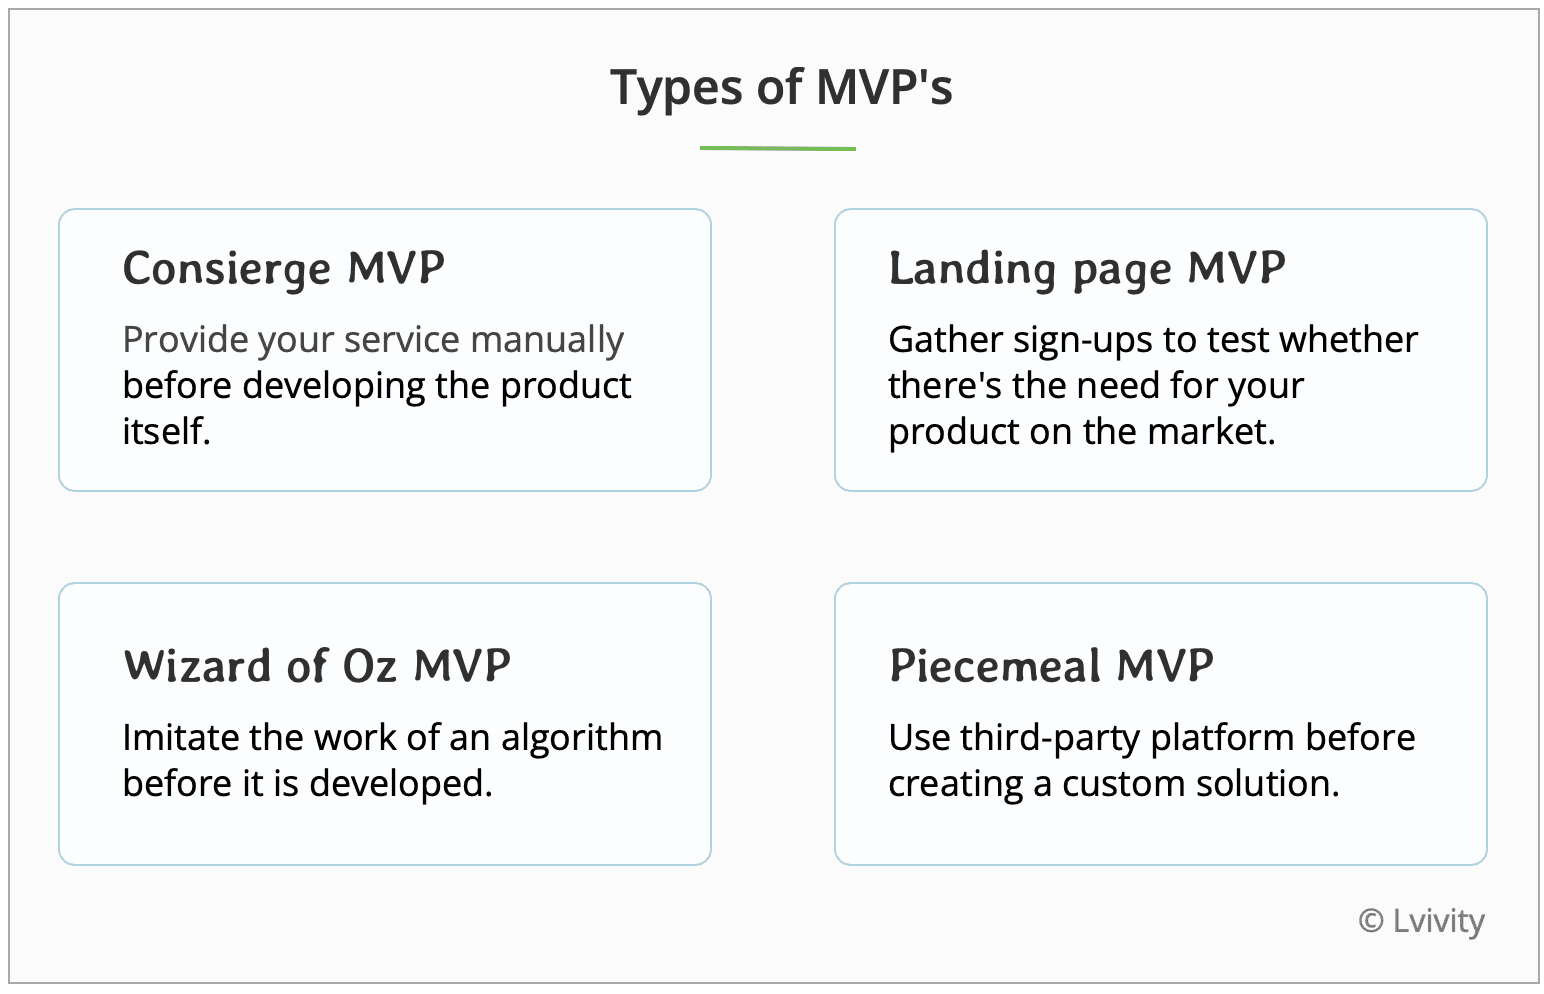 Types of MVP's
Consierge MVP
Provide your service manually
before developing the product
itself.
Landing page MVP
Gather sign-ups to test whether
there's the need for your
product on the market.
Wizard of Oz MVP
Imitate the work of an algorithm
before it is developed.
Piecemeal MVP
Use third-party platform before
creating a custom solution.
© Lvivity